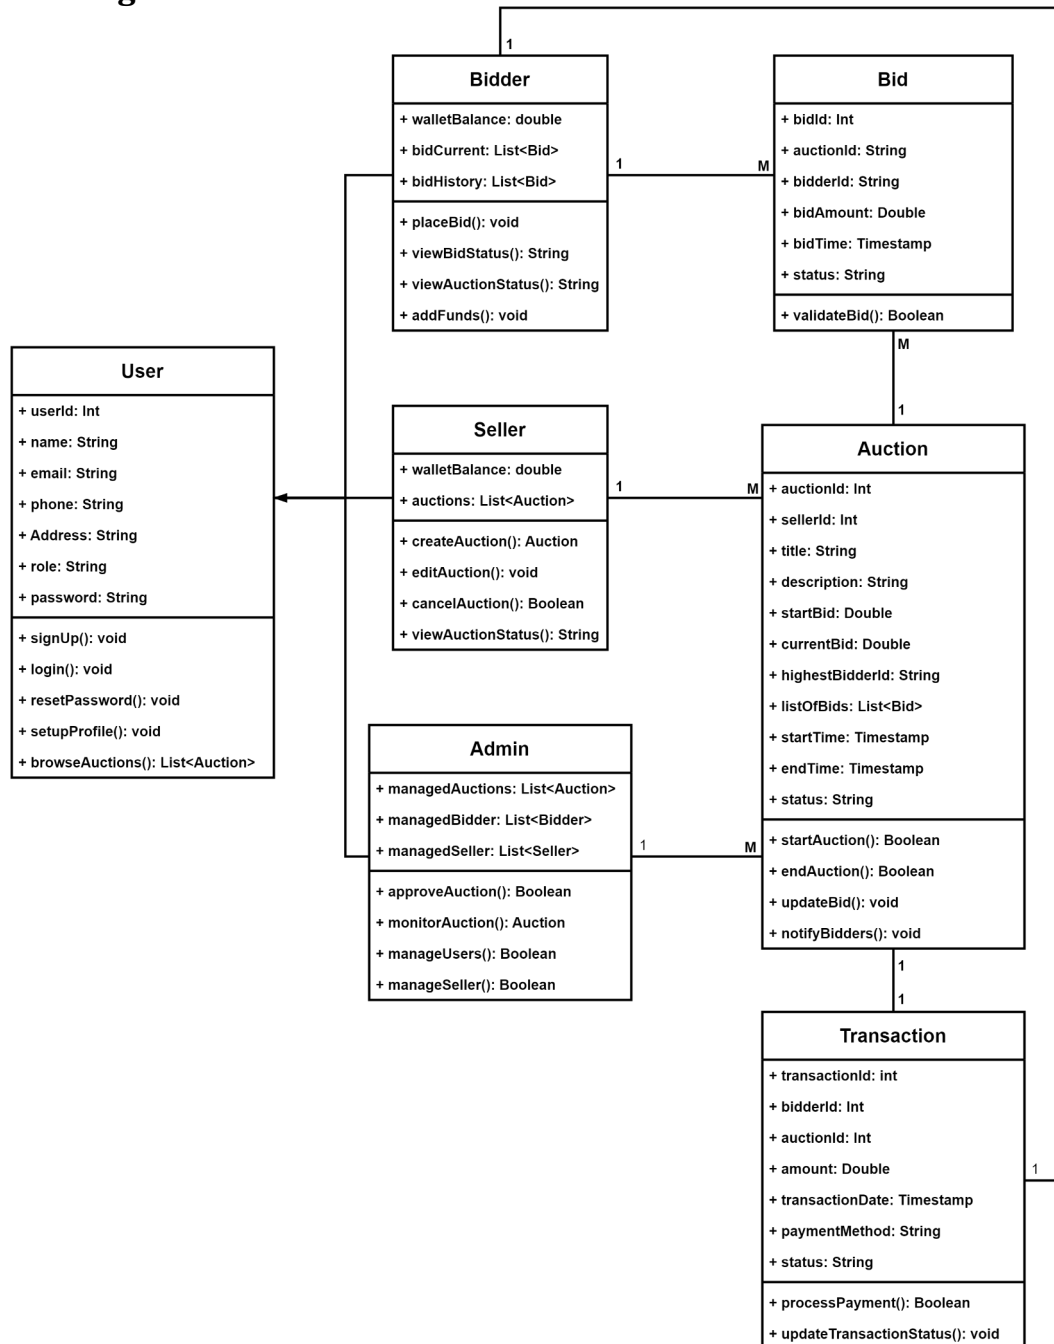 g
1
Bidder
+ walletBalance: double
+ bidCurrent: List<Bid>
+ bidHistory: List<Bid>
+ placeBid(): void
+ viewBidStatus(): String
+ viewAuctionStatus(): String
+ addFunds(): void
1
M
Bid
+ bidId: Int
+ auctionId: String
+ bidderId: String
+ bidAmount: Double
+ bidTime: Timestamp
+ status: String
+ validateBid(): Boolean
M
1
User
+ userId: Int
+ name: String
+ email: String
+ phone: String
+ Address: String
+ role: String
+ password: String
+ signUp(): void
+ login(): void
+ resetPassword(): void
+ setupProfile(): void
+ browseAuctions(): List<Auction>
Seller
+ walletBalance: double
+ auctions: List<Auction>
+ createAuction(): Auction
+ editAuction(): void
+ cancelAuction(): Boolean
+ viewAuctionStatus(): String
1
M
Auction
+ auctionId: Int
+ sellerId: Int
+ title: String
+ description: String
+ startBid: Double
+ currentBid: Double
+ highestBidderId: String
+ listOfBids: List<Bid>
+ startTime: Timestamp
+ endTime: Timestamp
+ status: String
+ startAuction(): Boolean
+ endAuction(): Boolean
+ updateBid(): void
+ notifyBidders(): void
Admin
+ managedAuctions: List<Auction>
+ managedBidder: List<Bidder>
+ managedSeller: List<Seller>
+ approveAuction(): Boolean
+ monitorAuction(): Auction
+ manageUsers(): Boolean
+ manageSeller(): Boolean
1
M
1
1
Transaction
+ transactionId: int
+ bidderId: Int
+ auctionId: Int
+ amount: Double
+ transactionDate: Timestamp
+ paymentMethod: String
+ status: String
+ processPayment(): Boolean
+ updateTransactionStatus(): void
1